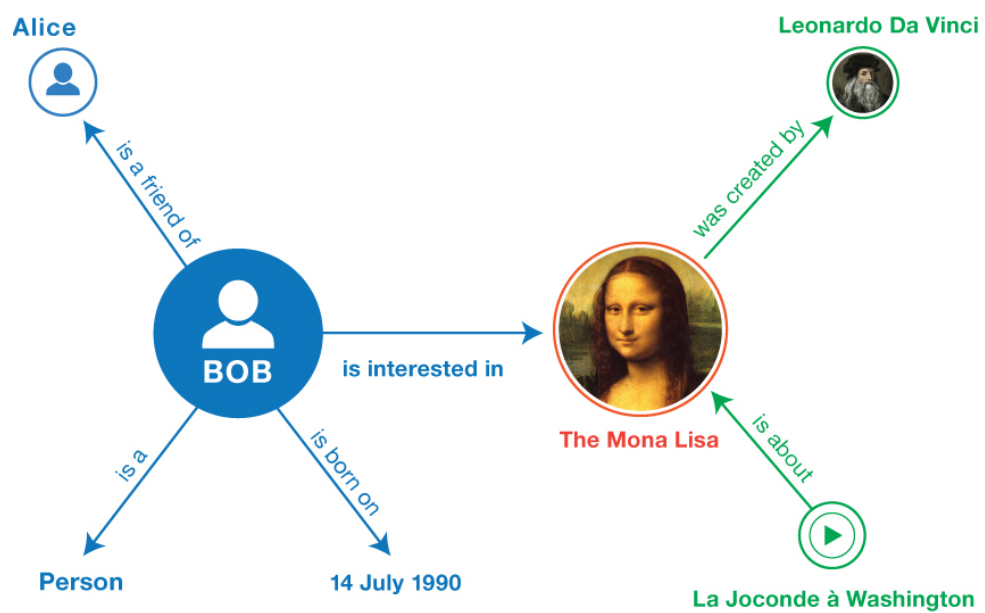 Alice
Leonardo Da Vinci
is a friend of
was created by
BOB
is interested in
The Mona Lisa
is a
is born on
is about
Person
14 July 1990
La Joconde à Washington